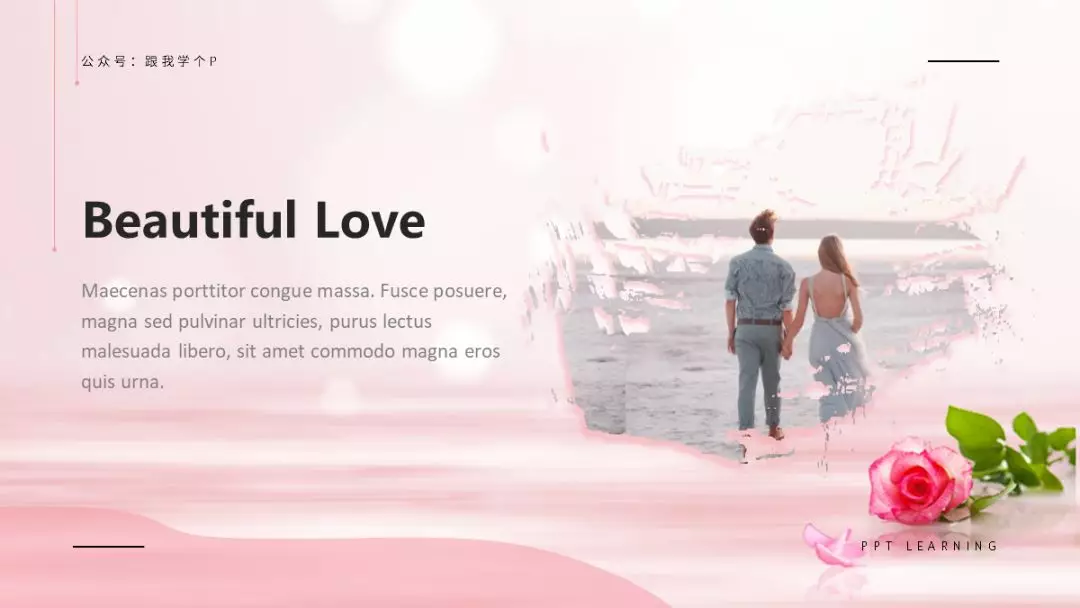 公众号：跟我学个P
Beautiful Love
Maecenas porttitor congue massa. Fusce posuere,
magna sed pulvinar ultricies, purus lectus
malesuada libero, sit amet commodo magna eros
quis urna.
PPT LEARNING